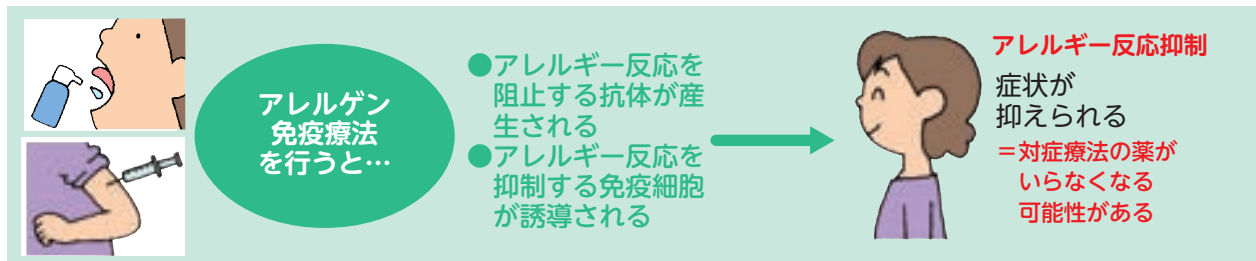 アレルゲン
免疫療法
を行うと…
●アレルギー反応を
阻止する抗体が産
生される
●アレルギー反応を
抑制する免疫細胞
が誘導される
アレルギー反応抑制
症状が
抑えられる
＝対症療法の薬が
いらなくなる
可能性がある